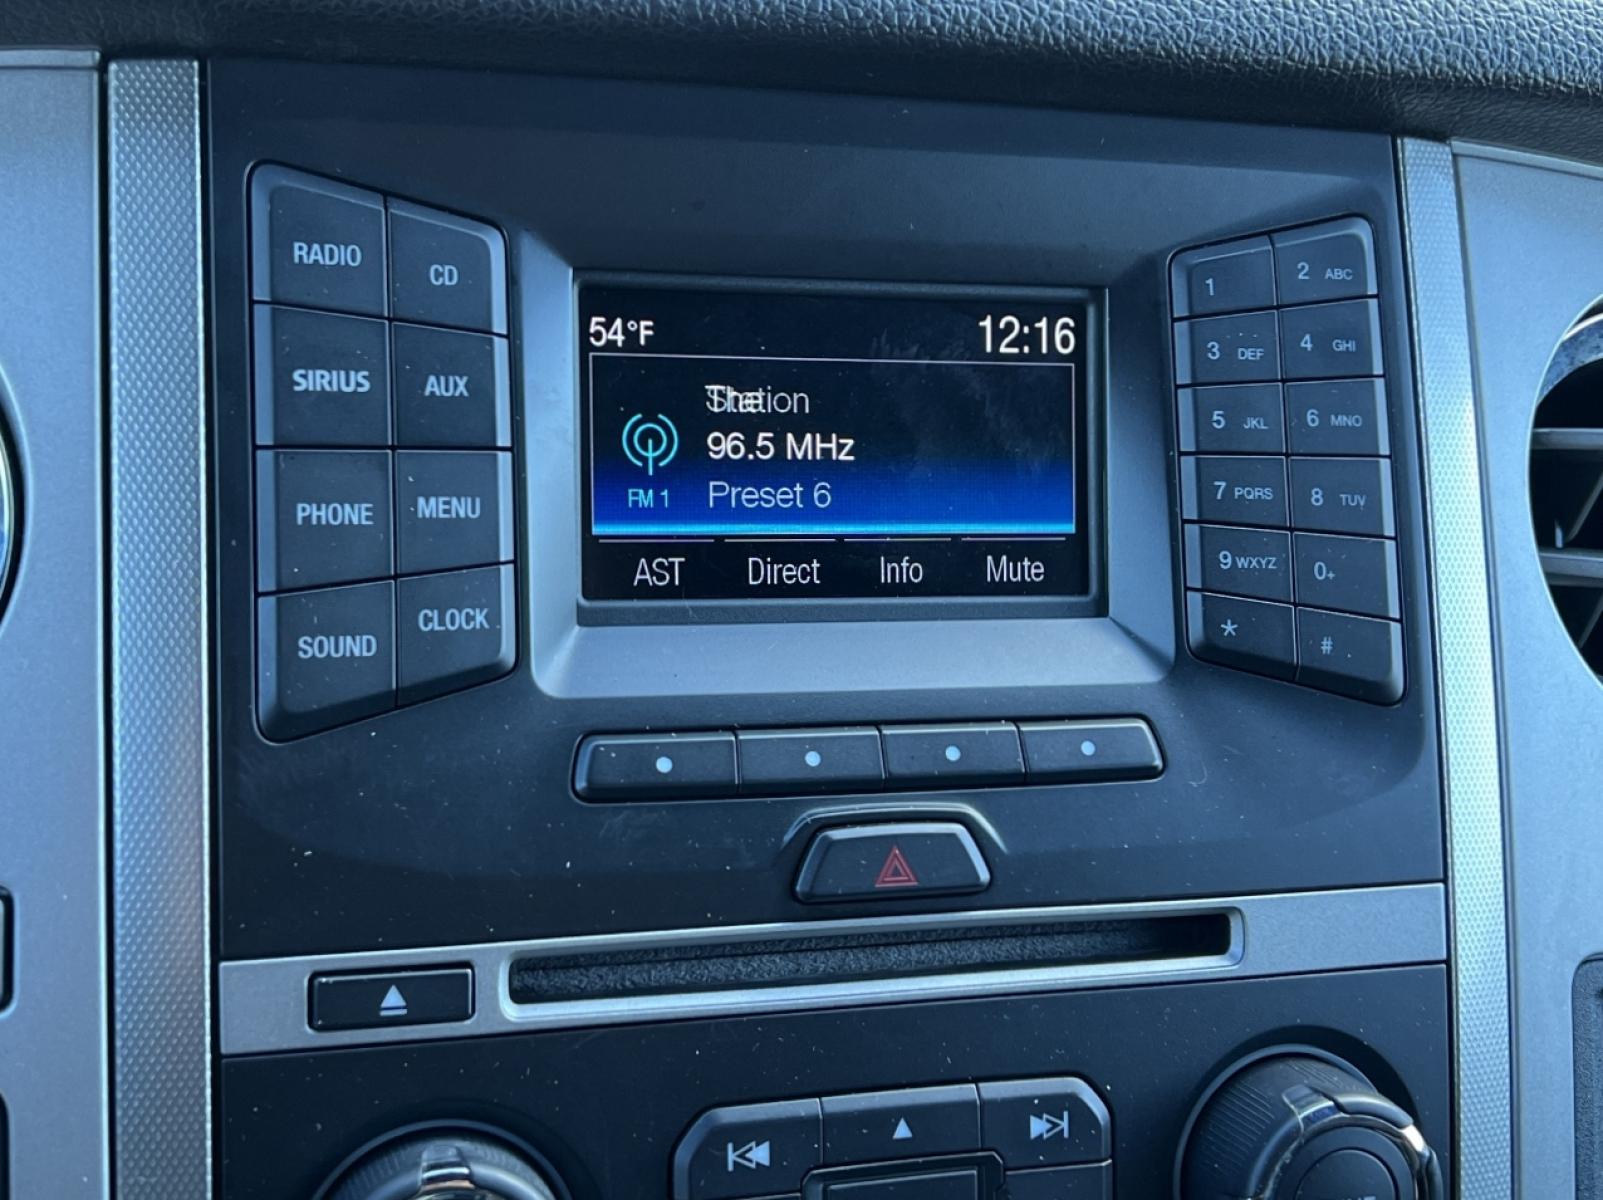 RADIO
CD
SIRIUS
AUX
PHONE
MENU
SOUND
CLOCK
54°F
12:16
96.5 MHz
FM 1
Preset 6
AST Direct Info Mute
1
2 ABC
3 DEF
4 GHI
5 JKL
6 MNO
7 PQRS
8 TUV
9 WXYZ
0+
*
#